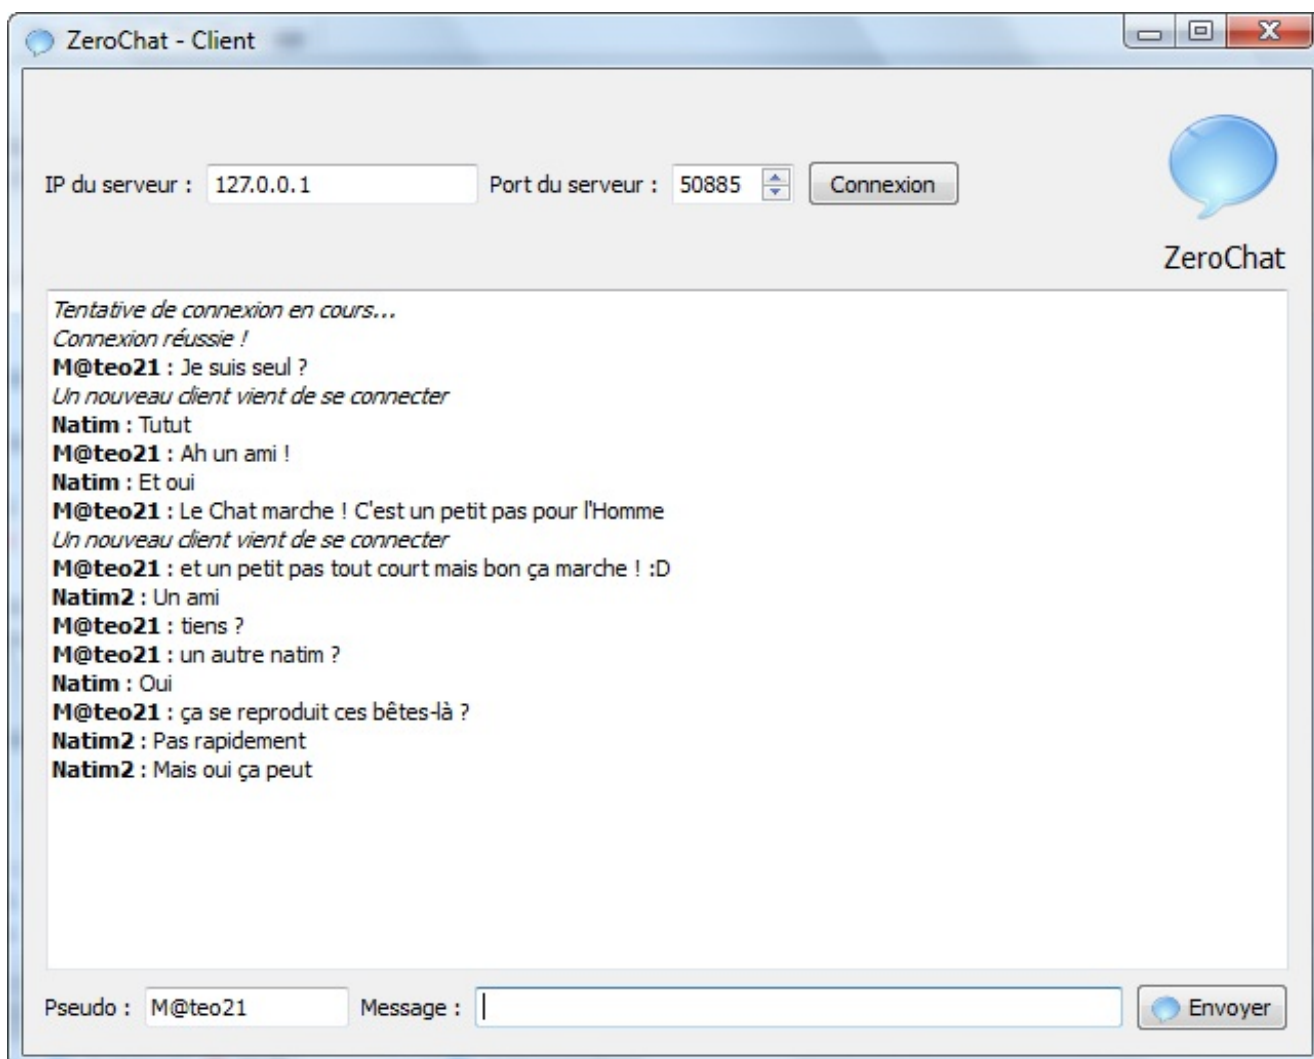 ZeroChat - Client
IP du serveur : 127.0.0.1 Port du serveur : 50885 Connexion
ZeroChat
Tentative de connexion en cours...
Connexion réussie !
M@teo21 : Je suis seul ?
Un nouveau client vient de se connecter
Natim : Tutut
M@teo21 : Ah un ami !
Natim : Et oui
M@teo21 : Le Chat marche ! C'est un petit pas pour l'Homme
Un nouveau client vient de se connecter
M@teo21 : et un petit pas tout court mais bon ça marche ! :D
Natim2 : Un ami
M@teo21 : tiens ?
M@teo21 : un autre natim ?
Natim : Oui
M@teo21 : ça se reproduit ces bêtes-là ?
Natim2 : Pas rapidement
Natim2 : Mais oui ça peut
Pseudo : M@teo21 Message : Envoyer